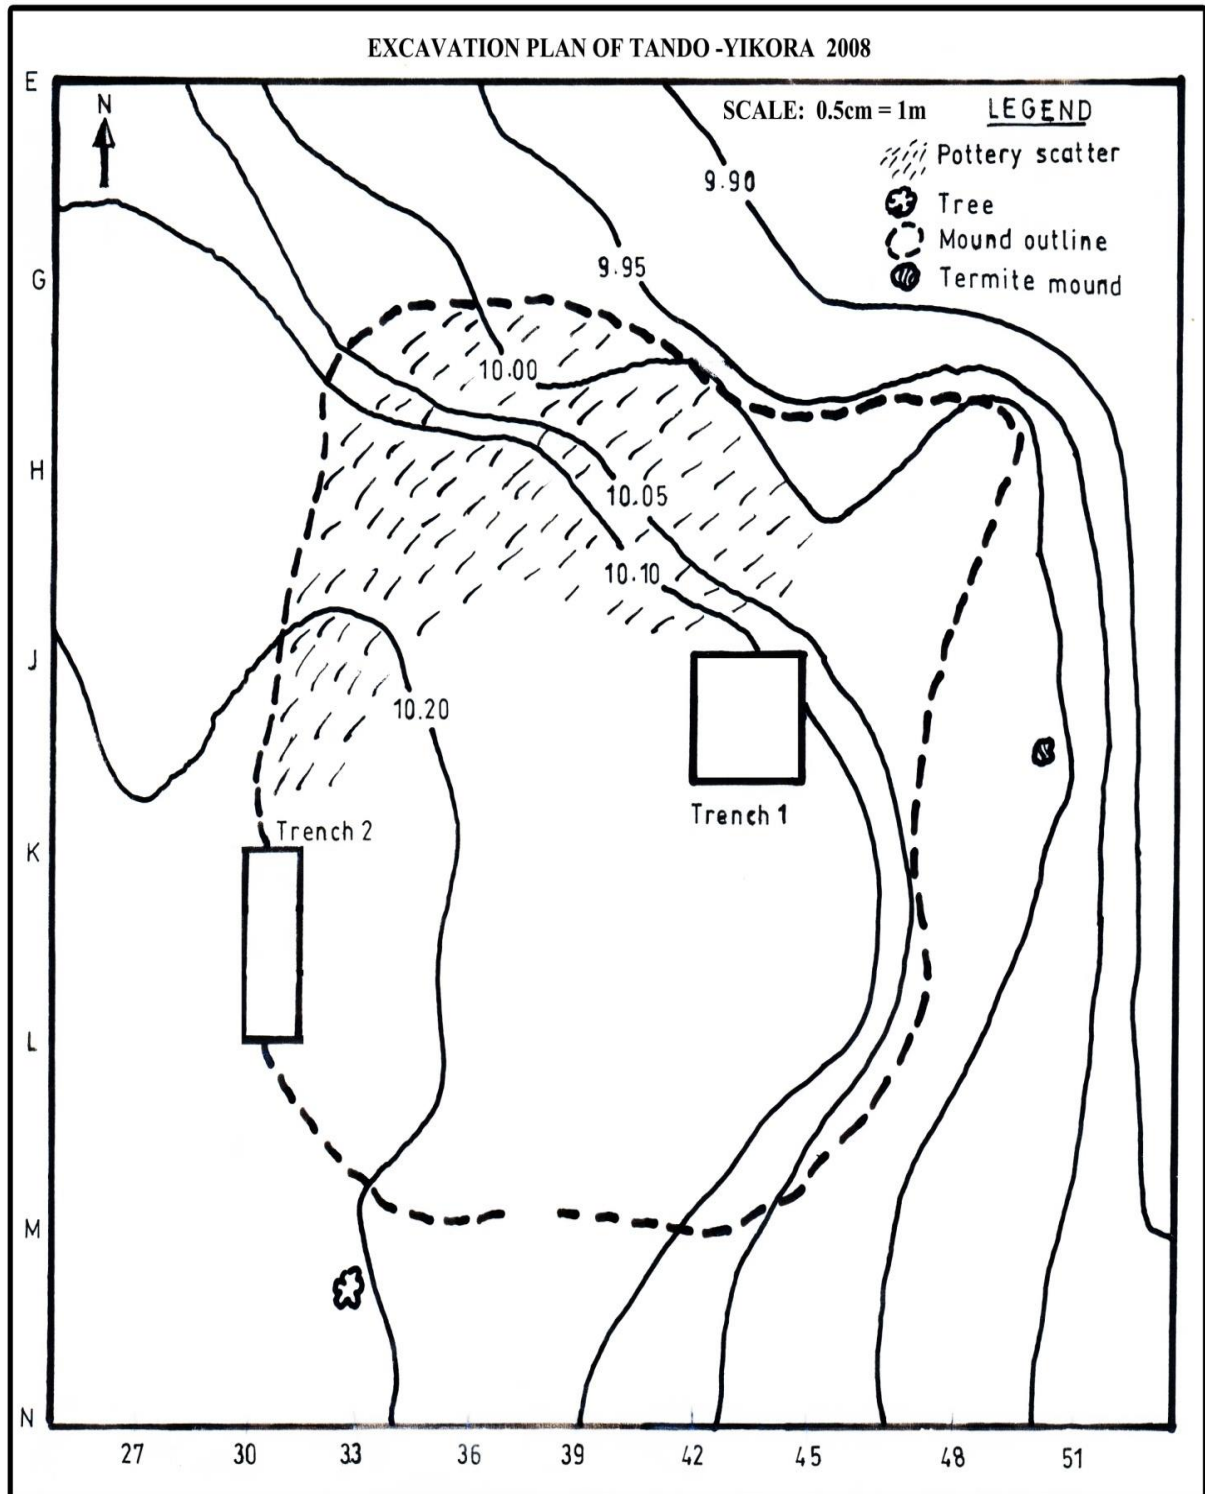 EXCAVATION PLAN OF TANDO -YIKORA 2008
E
N
SCALE: 0.5cm = 1m
LEGEND
Pottery scatter
9.90
Tree
Mound outline
9.95
G
Termite mound
10.00
H
10.05
10.10
J
10.20
Trench 1
Trench 2
K
L
M
N
27 30 33 36 39 42 45 48 51